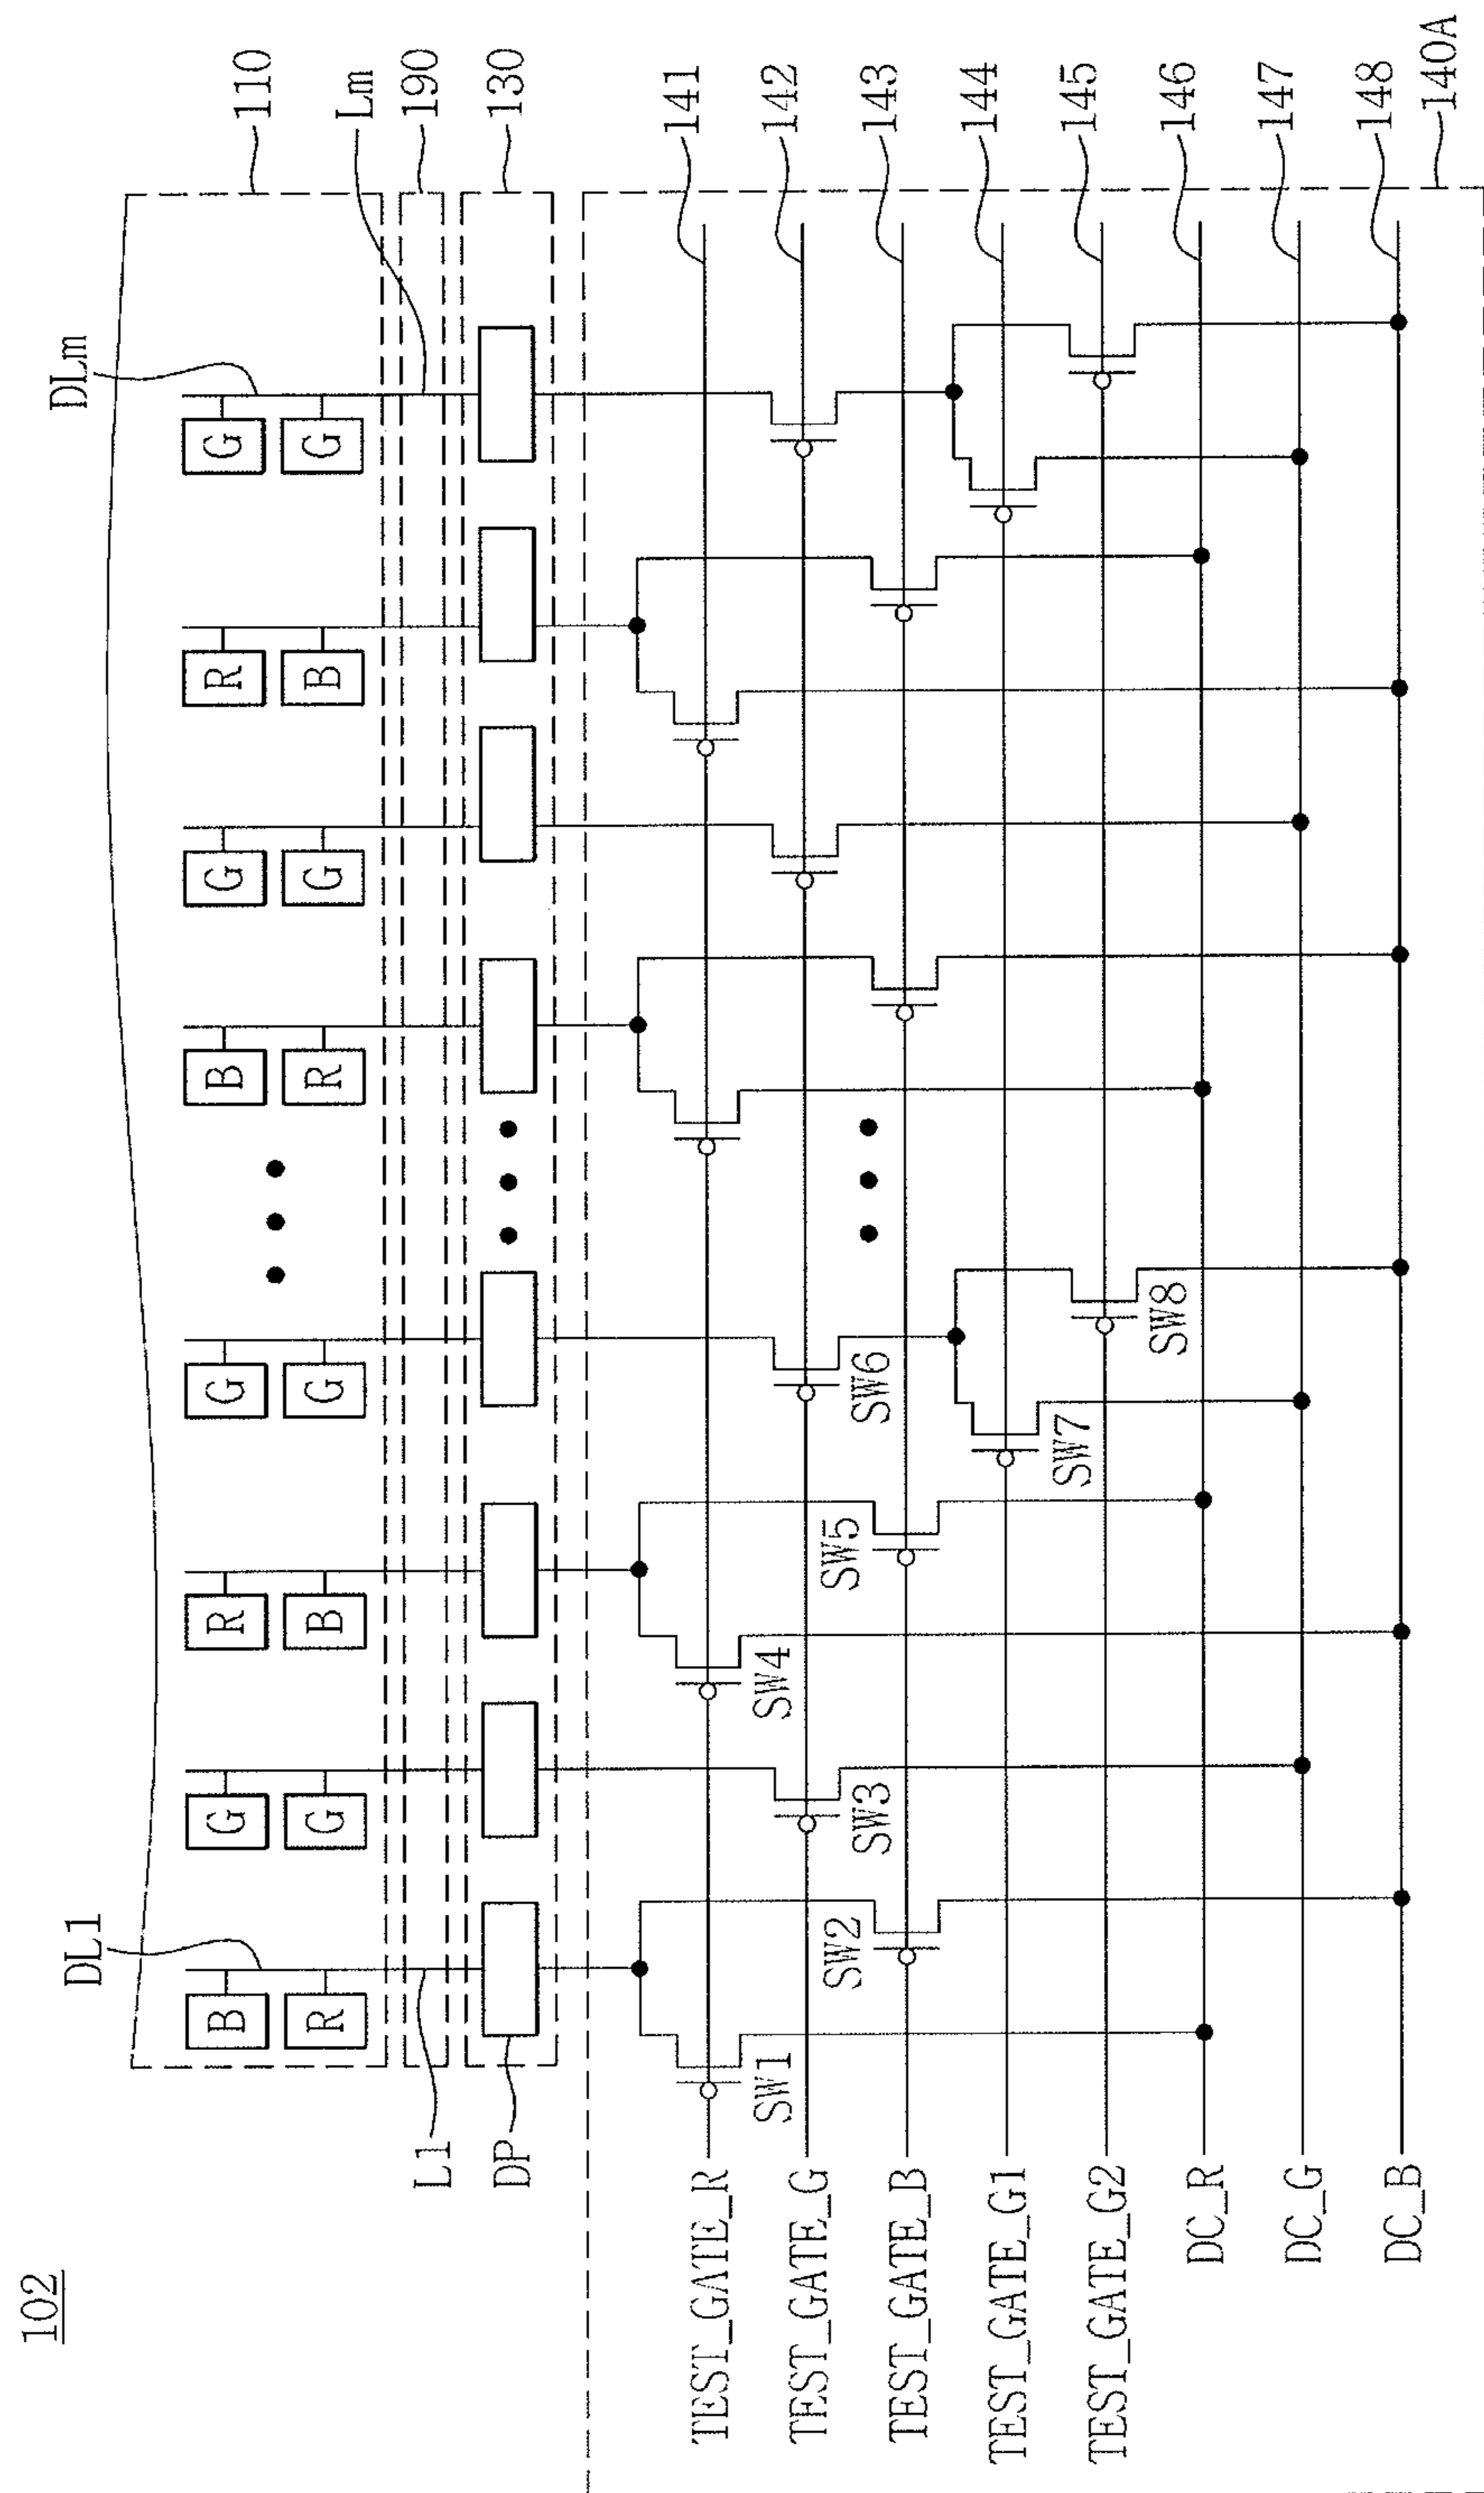 102
DL1
DLm
110
Lm
190
130
B G R G B G R G
R G B G R G B G
L1
DP
141
142
143
144
145
146
147
148
140A
TEST_GATE_R
SW1
SW4
TEST_GATE_G
SW3
SW6
TEST_GATE_B
SW2
SW5
TEST_GATE_G1
SW7
TEST_GATE_G2
SW8
DC_R
DC_G
DC_B